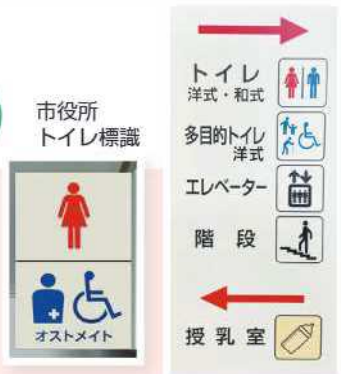 市役所
トイレ標識
オストメイト
トイレ
洋式・和式
多目的トイレ
洋式
エレベーター
階段
授乳室